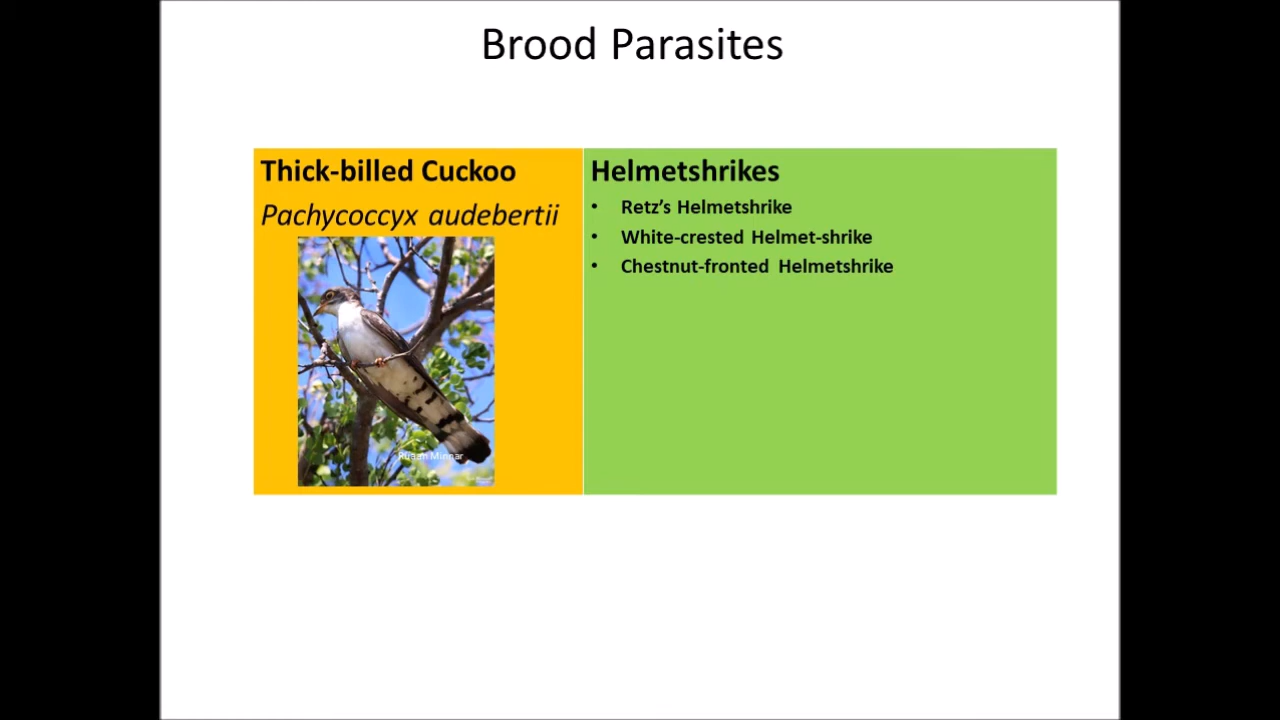 Brood Parasites
Thick-billed Cuckoo
Pachycoccyx audebertii
Helmetshrikes
• Retz's Helmetshrike
• White-crested Helmet-shrike
• Chestnut-fronted Helmetshrike